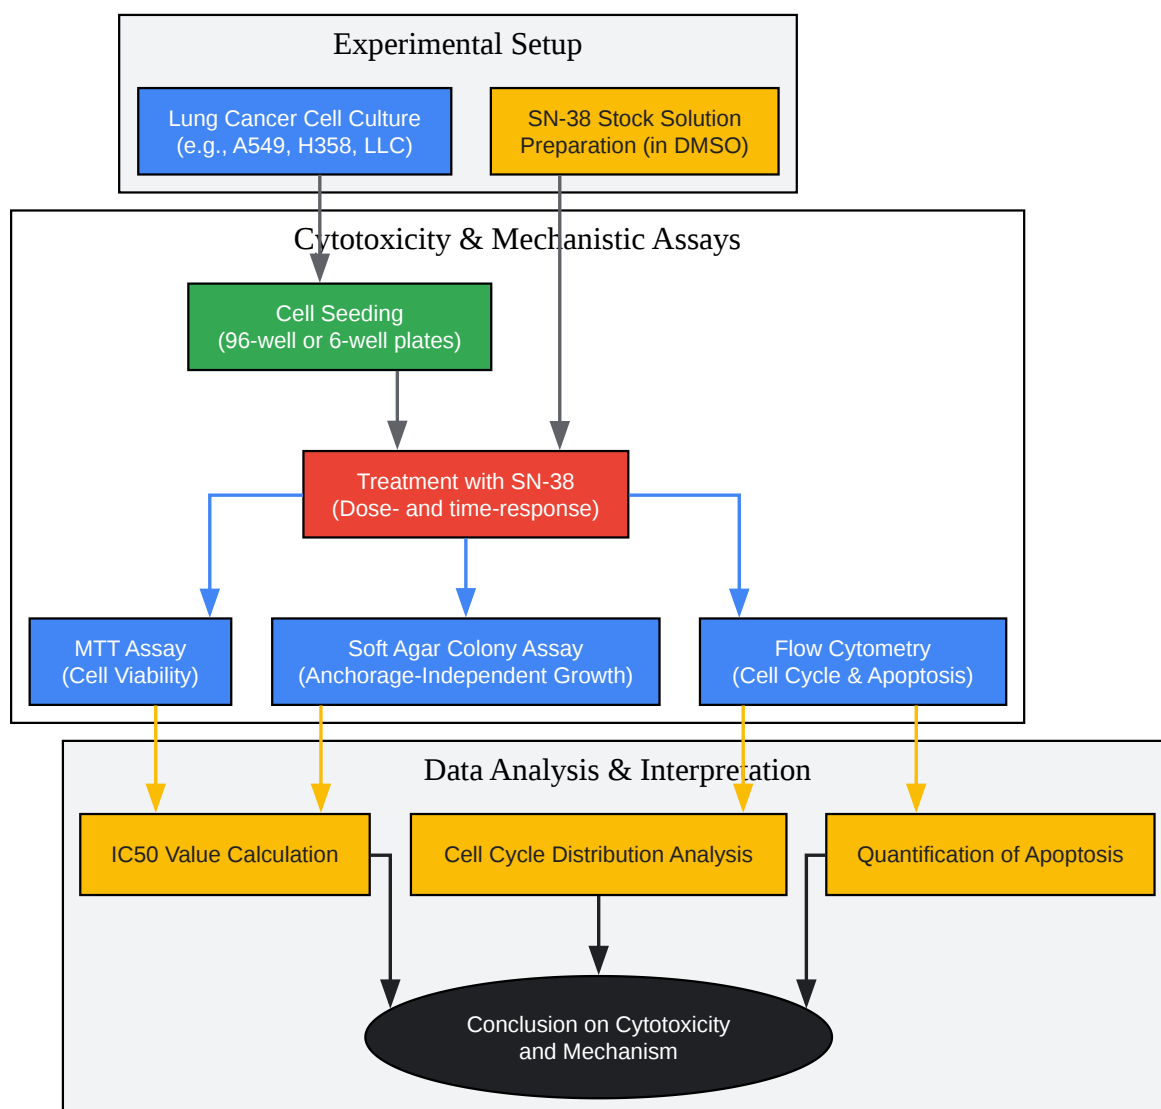 Experimental Setup
Lung Cancer Cell Culture
(e.g., A549, H358, LLC)
SN-38 Stock Solution
Preparation (in DMSO)
Cytotoxicity & Mechanistic Assays
Cell Seeding
(96-well or 6-well plates)
Treatment with SN-38
(Dose- and time-response)
MTT Assay
(Cell Viability)
Soft Agar Colony Assay
(Anchorage-Independent Growth)
Flow Cytometry
(Cell Cycle & Apoptosis)
Data Analysis & Interpretation
IC50 Value Calculation
Cell Cycle Distribution Analysis
Quantification of Apoptosis
Conclusion on Cytotoxicity
and Mechanism